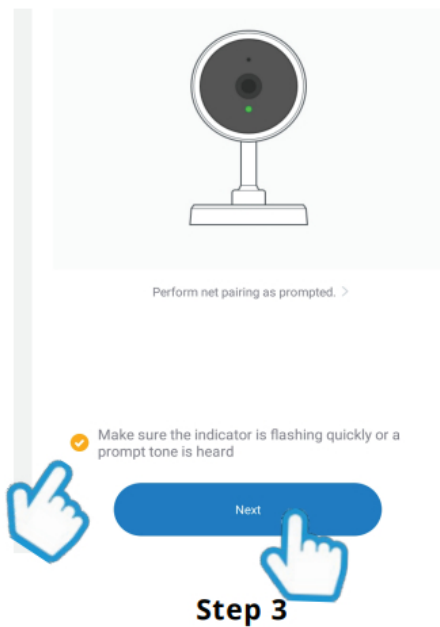 Perform net pairing as prompted. >
Make sure the indicator is flashing quickly or a
prompt tone is heard
Next
Step 3